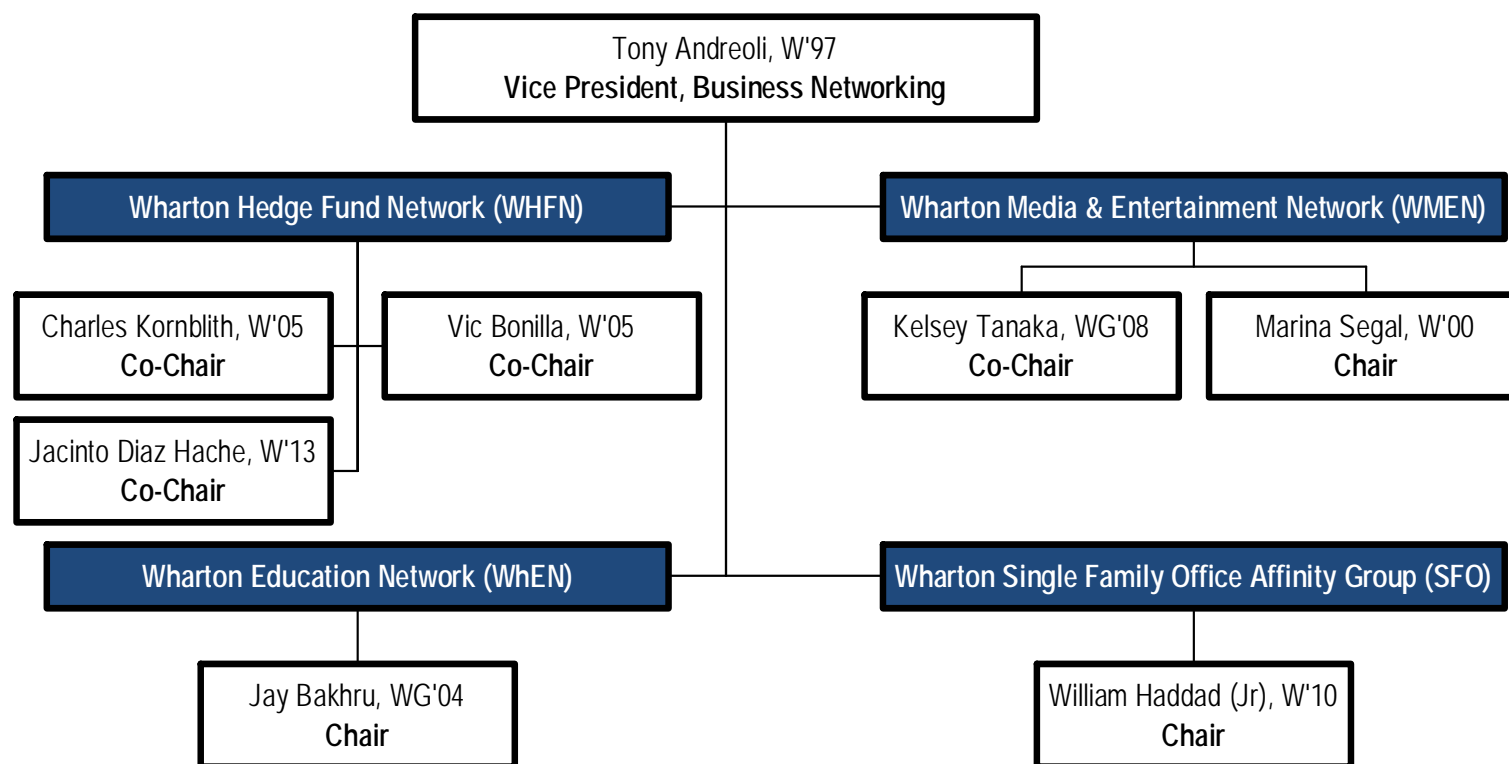 Tony Andreoli, W'97
Vice President, Business Networking
Wharton Hedge Fund Network (WHFN)
Wharton Media & Entertainment Network (WMEN)
Charles Kornblith, W'05
Co-Chair
Vic Bonilla, W'05
Co-Chair
Kelsey Tanaka, WG'08
Co-Chair
Marina Segal, W'00
Chair
Jacinto Diaz Hache, W'13
Co-Chair
Wharton Education Network (WhEN)
Wharton Single Family Office Affinity Group (SFO)
Jay Bakhru, WG'04
Chair
William Haddad (Jr), W'10
Chair